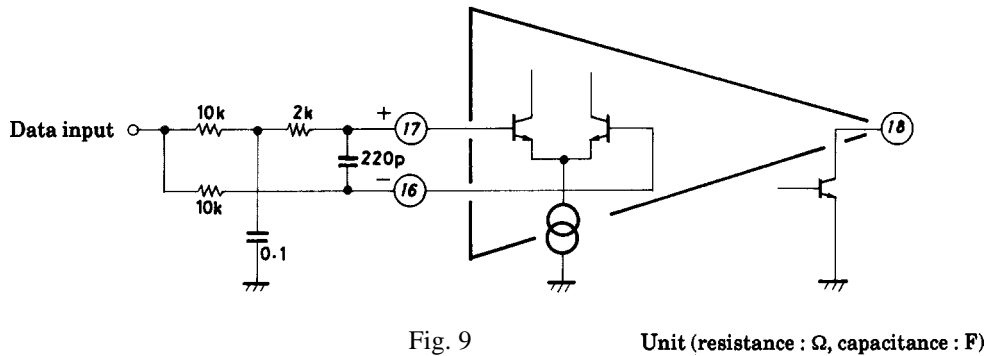 10k
2k
+
17
Data input
220p
−
16
10k
0.1
18
Fig. 9
Unit (resistance : Ω, capacitance : F)